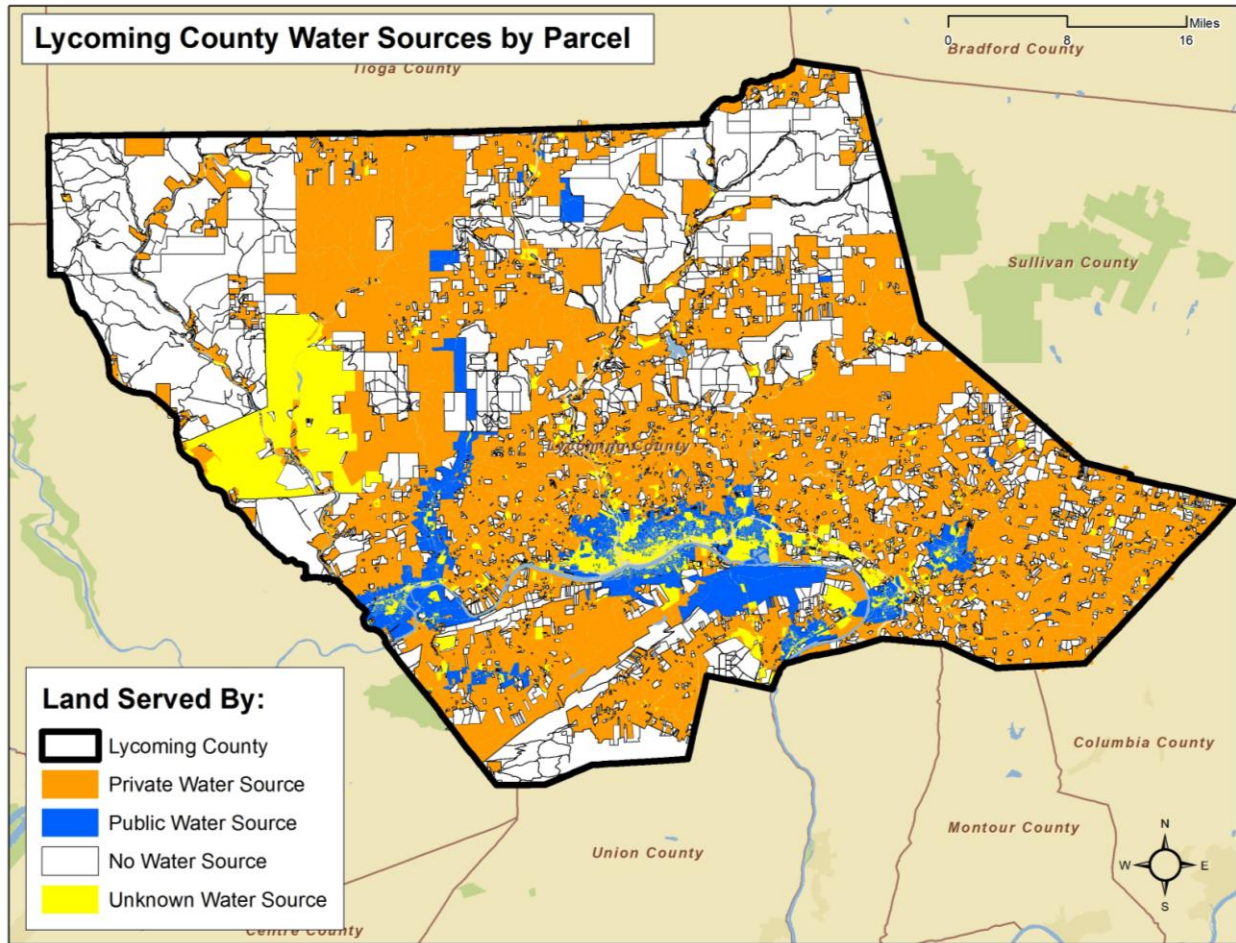 Lycoming County Water Sources by Parcel
Miles
0 8 16
Bradford County
Tioga County
Sullivan County
Lycoming County
Land Served By:
Lycoming County
Private Water Source
Public Water Source
No Water Source
Unknown Water Source
Columbia County
Montour County
Union County
Centre County
N
W E
S